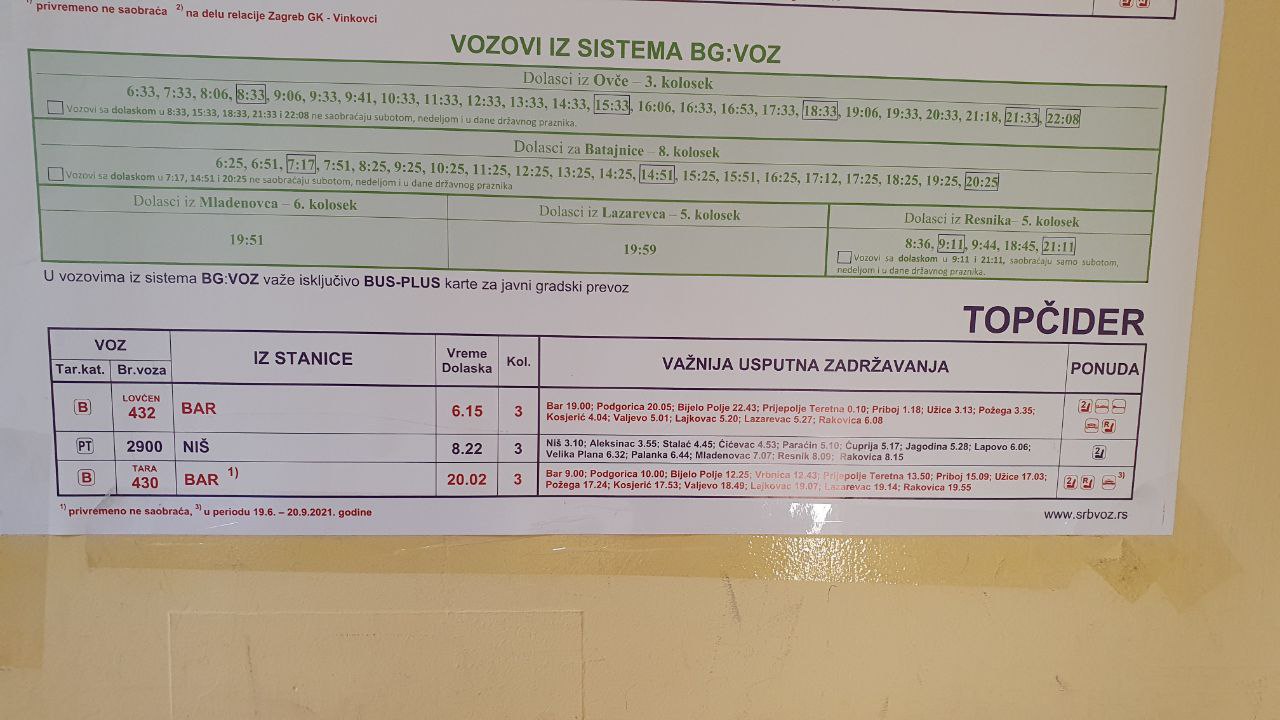 1) privremeno ne saobraća 2) na delu relacije Zagreb GK - Vinkovci
VOZOVI IZ SISTEMA BG:VOZ
Dolasci iz Ovče – 3. kolosek
6:33, 7:33, 8:06, 8:33, 9:06, 9:33, 9:41, 10:33, 11:33, 12:33, 13:33, 14:33, 15:33, 16:06, 16:33, 16:53, 17:33, 18:33, 19:06, 19:33, 20:33, 21:18, 21:33, 22:08
Vozovi sa dolaskom u 8:33, 15:33, 18:33, 21:33 i 22:08 ne saobraćaju subotom, nedeljom i u dane državnog praznika.
Dolasci za Batajnice – 8. kolosek
6:25, 6:51, 7:17, 7:51, 8:25, 9:25, 10:25, 11:25, 12:25, 13:25, 14:25, 14:51, 15:25, 15:51, 16:25, 17:12, 17:25, 18:25, 19:25, 20:25
Vozovi sa dolaskom u 7:17, 14:51 i 20:25 ne saobraćaju subotom, nedeljom i u dane državnog praznika
Dolasci iz Mladenovca – 6. kolosek
19:51
Dolasci iz Lazarevca – 5. kolosek
19:59
Dolasci iz Resnika– 5. kolosek
8:36, 9:11, 9:44, 18:45, 21:11
Vozovi sa dolaskom u 9:11 i 21:11, saobraćaju samo subotom,
nedeljom i u dane državnog praznika.
U vozovima iz sistema BG:VOZ važe isključivo BUS-PLUS karte za javni gradski prevoz
TOPČIDER
VOZ
Tar.kat. Br.voza
IZ STANICE
Vreme
Dolaska
Kol.
VAŽNIJA USPUTNA ZADRŽAVANJA
PONUDA
B LOVĆEN
432 BAR 6.15 3
Bar 19.00; Podgorica 20.05; Bijelo Polje 22.43; Prijepolje Teretna 0.10; Priboj 1.18; Užice 3.13; Požega 3.35;
Kosjerić 4.04; Valjevo 5.01; Lajkovac 5.20; Lazarevac 5.27; Rakovica 6.08
2
R
PT 2900 NIŠ 8.22 3
Niš 3.10; Aleksinac 3.55; Stalać 4.45; Ćićevac 4.53; Paraćin 5.10; Ćuprija 5.17; Jagodina 5.28; Lapovo 6.06;
Velika Plana 6.32; Palanka 6.44; Mladenovac 7.07; Resnik 8.09; Rakovica 8.15
2
B TARA
430 BAR 1) 20.02 3
Bar 9.00; Podgorica 10.00; Bijelo Polje 12.25; Vrbnica 12.43; Prijepolje Teretna 13.50; Priboj 15.09; Užice 17.03;
Požega 17.24; Kosjerić 17.53; Valjevo 18.49; Lajkovac 19.07; Lazarevac 19.14; Rakovica 19.55
2 R 3)
1) privremeno ne saobraća, 3) u periodu 19.6. – 20.9.2021. godine
www.srbvoz.rs